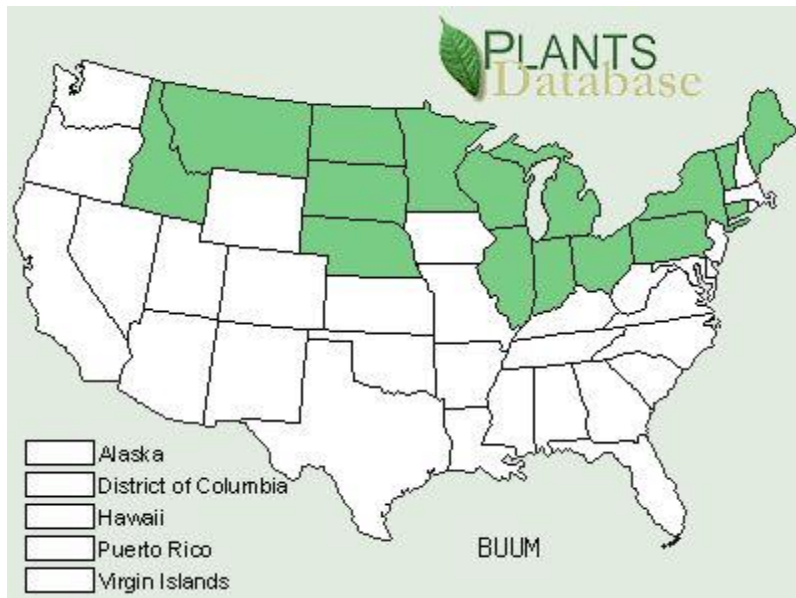 PLANTS
Database
Alaska
District of Columbia
Hawaii
Puerto Rico
Virgin Islands
BUUM